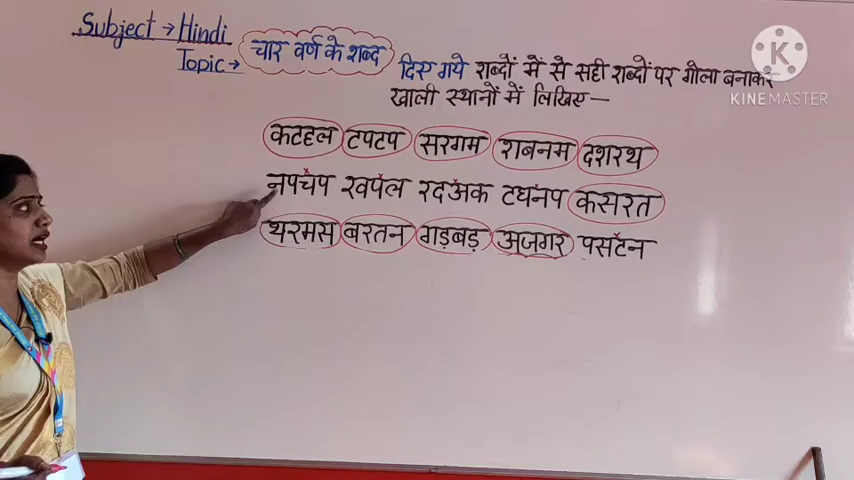 Subject → Hindi
Topic → चार वर्ण के शब्द
दिए गये शब्दों में से सही शब्दों पर गोला बनाकर
खाली स्थानों में लिखिए —
कटहल टपटप सरगम शबनम दशरथ
नपचप खपल रदअक टघनप कसरत
थरमस बरतन गड़बड़ अजगर पसटन
K
KINEMASTER